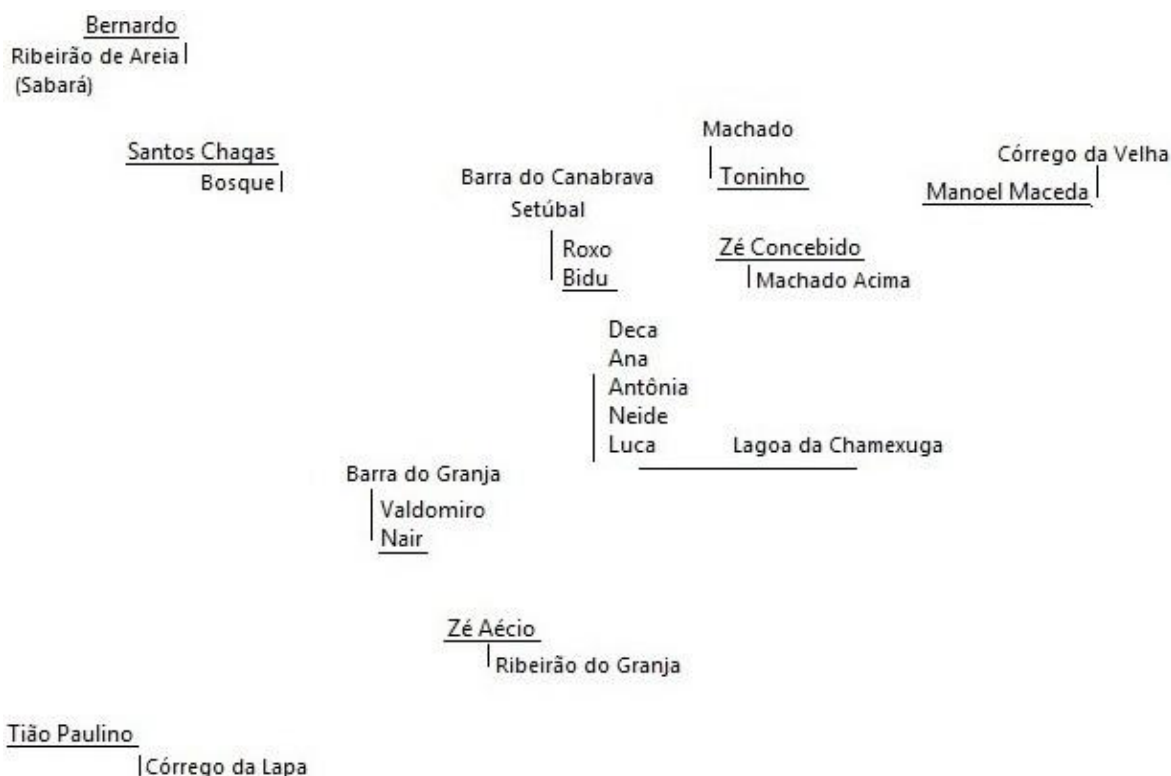 Bernardo
Ribeirão de Areia
(Sabará)
Santos Chagas
Bosque
Barra do Canabrava
Setúbal
Roxo
Bidu
Machado
Toninho
Córrego da Velha
Manoel Maceda
Zé Concebido
Machado Acima
Deca
Ana
Antônia
Neide
Luca
Lagoa da Chamexuga
Barra do Granja
Valdomiro
Nair
Zé Aécio
Ribeirão do Granja
Tião Paulino
Córrego da Lapa